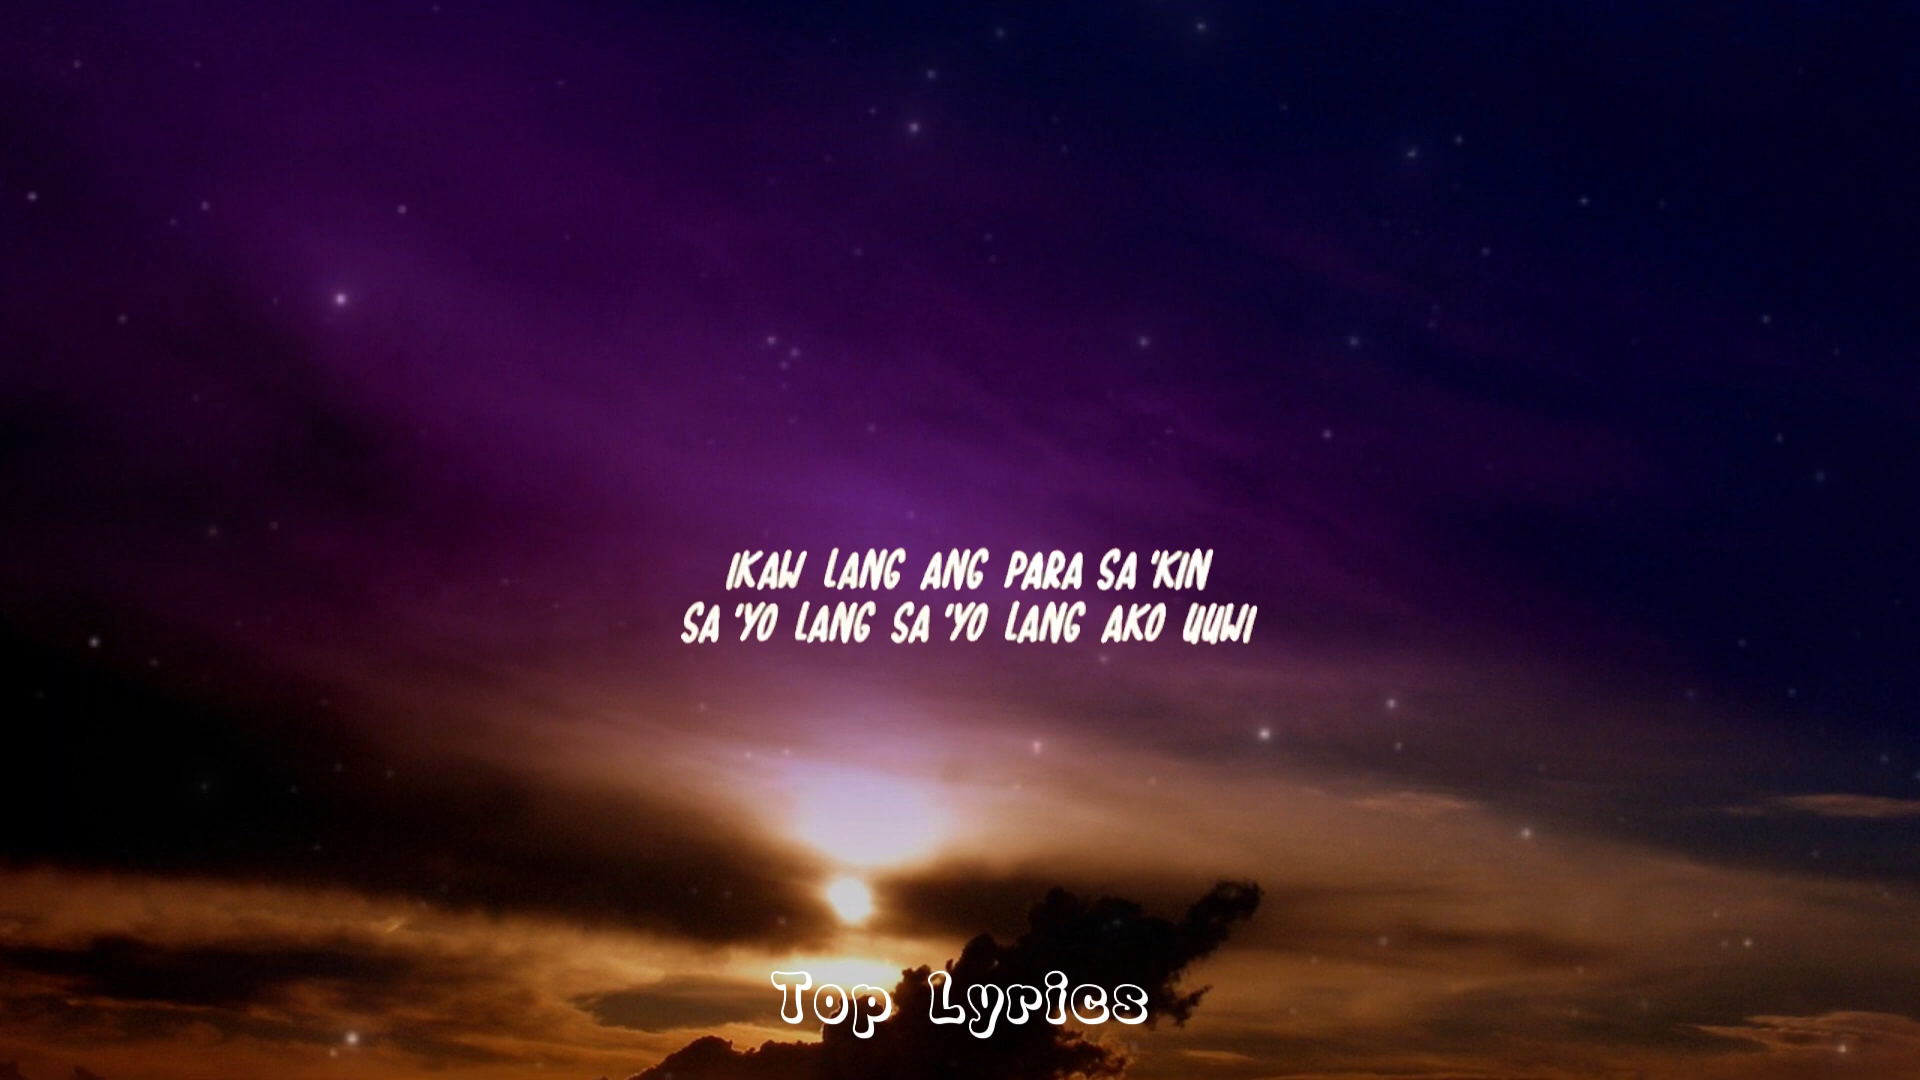 IKAW LANG ANG PARA SA 'KIN
SA 'YO LANG SA 'YO LANG AKO UUWI
Top Lyrics